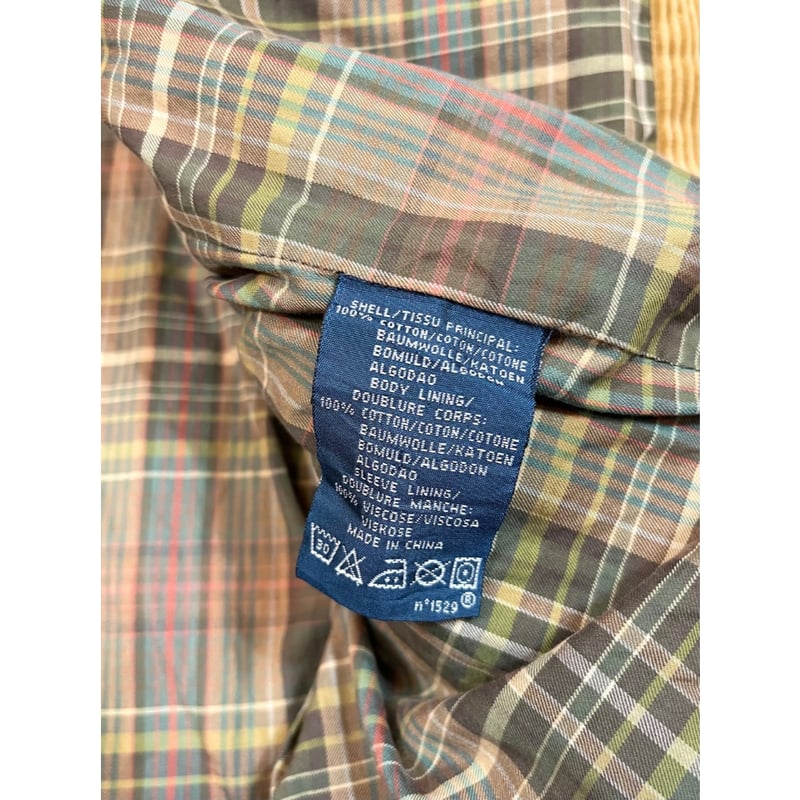 SHELL/TISSU PRINCIPAL:
100% COTTON/COTON/COTONE
BAUMWOLLE/KATOEN
BOMULD/ALGODON
ALGODAO
BODY LINING/
DOUBLURE CORPS:
100% COTTON/COTON/COTONE
BAUMWOLLE/KATOEN
BOMULD/ALGODON
ALGODAO
SLEEVE LINING/
DOUBLURE MANCHE:
100% VISCOSE/VISCOSA
VISKOSE
MADE IN CHINA
30
n°1529 ®